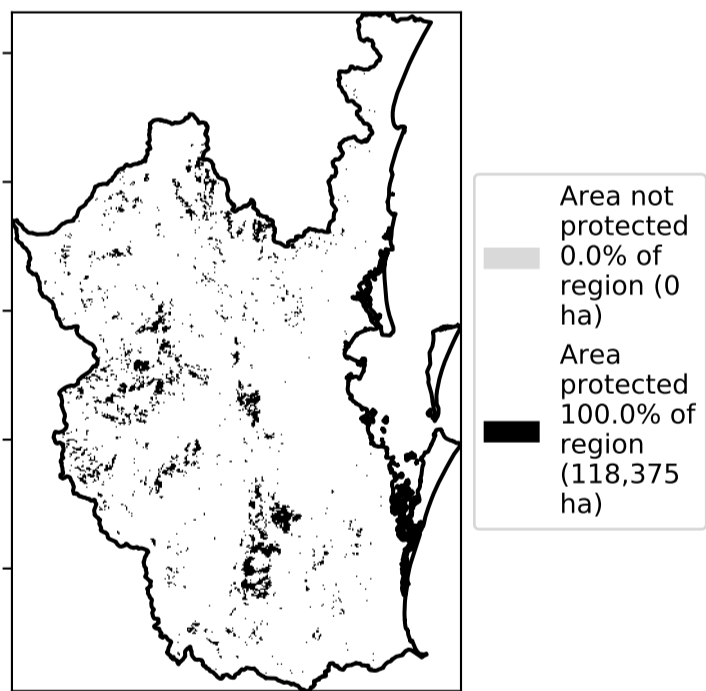 Area not
protected
0.0% of
region (0
ha)
Area
protected
100.0% of
region
(118,375
ha)